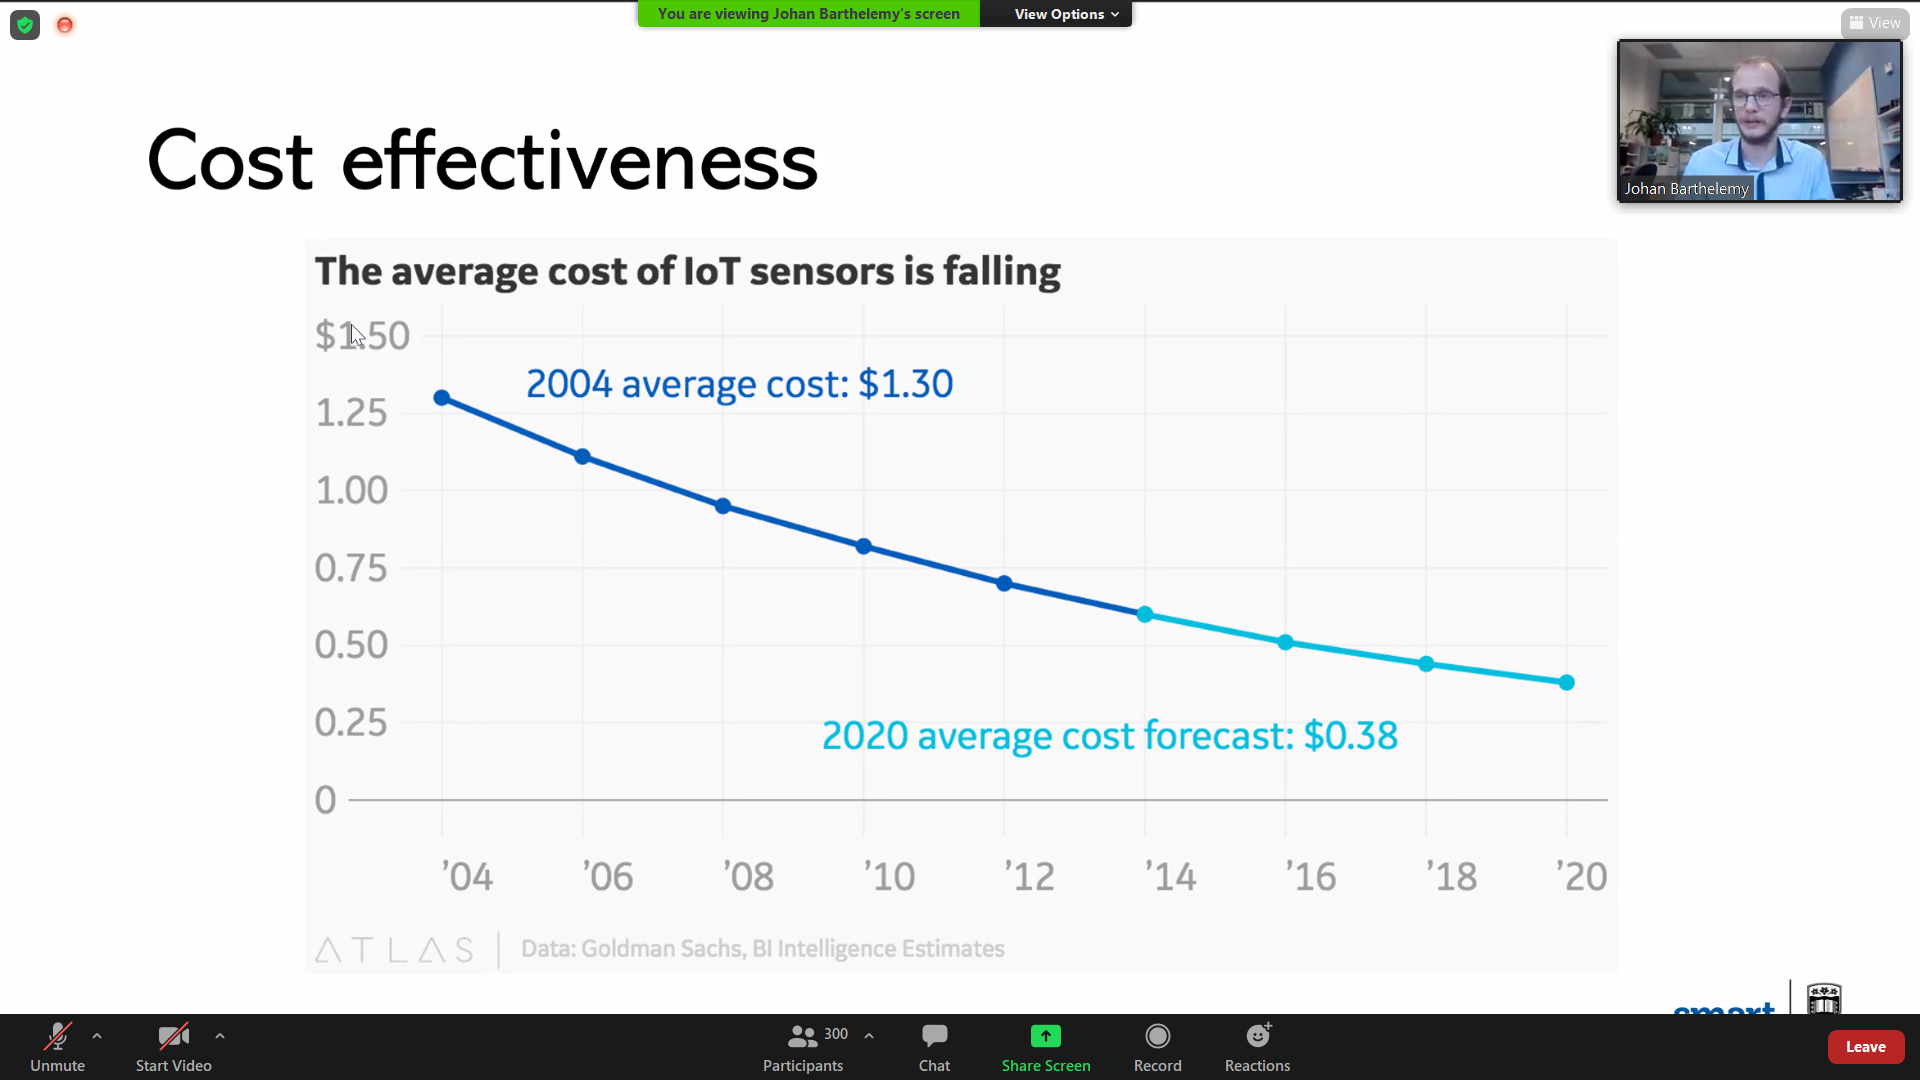 You are viewing Johan Barthelemy's screen
View Options
View
Johan Barthelemy
Cost effectiveness
The average cost of IoT sensors is falling
$1.50
2004 average cost: $1.30
1.25
1.00
0.75
0.50
0.25
2020 average cost forecast: $0.38
0
'04 '06 '08 '10 '12 '14 '16 '18 '20
ATLAS Data: Goldman Sachs, BI Intelligence Estimates
smart
Unmute
Start Video
300
Participants
Chat
Share Screen
Record
Reactions
Leave